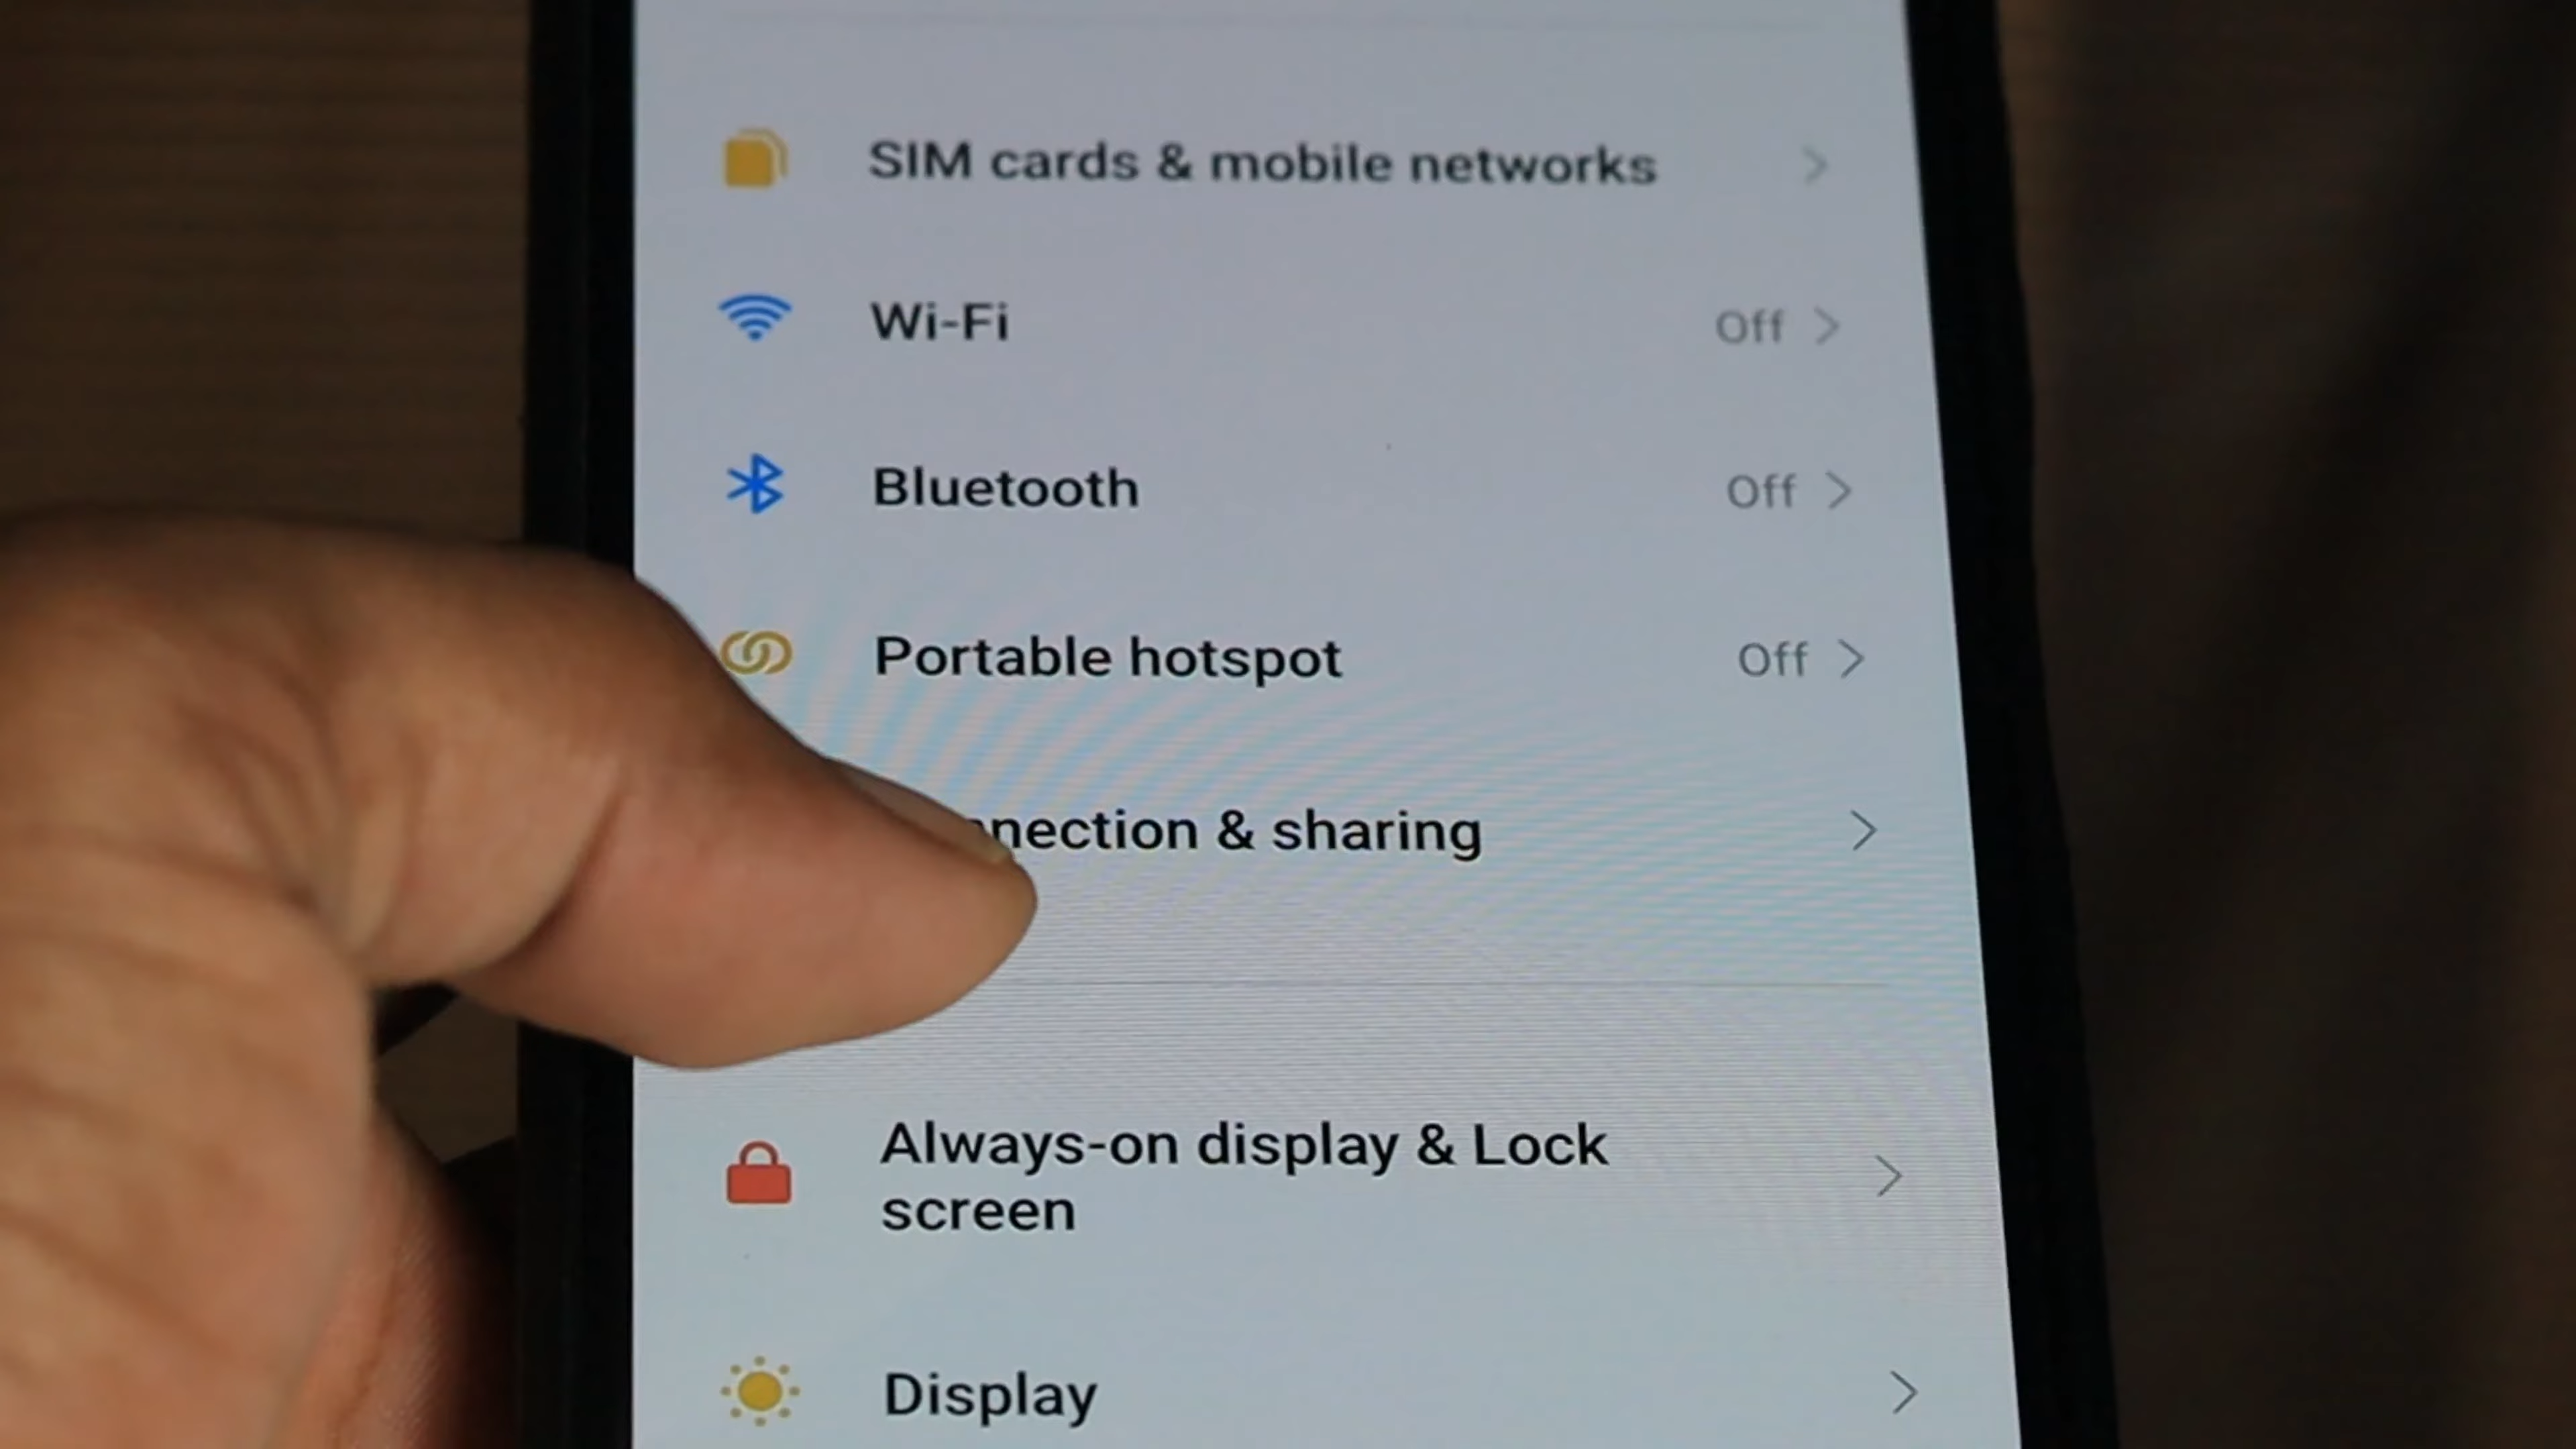 SIM cards & mobile networks
Wi-Fi Off
Bluetooth Off
Portable hotspot Off
& sharing
Always-on display & Lock
screen
Display